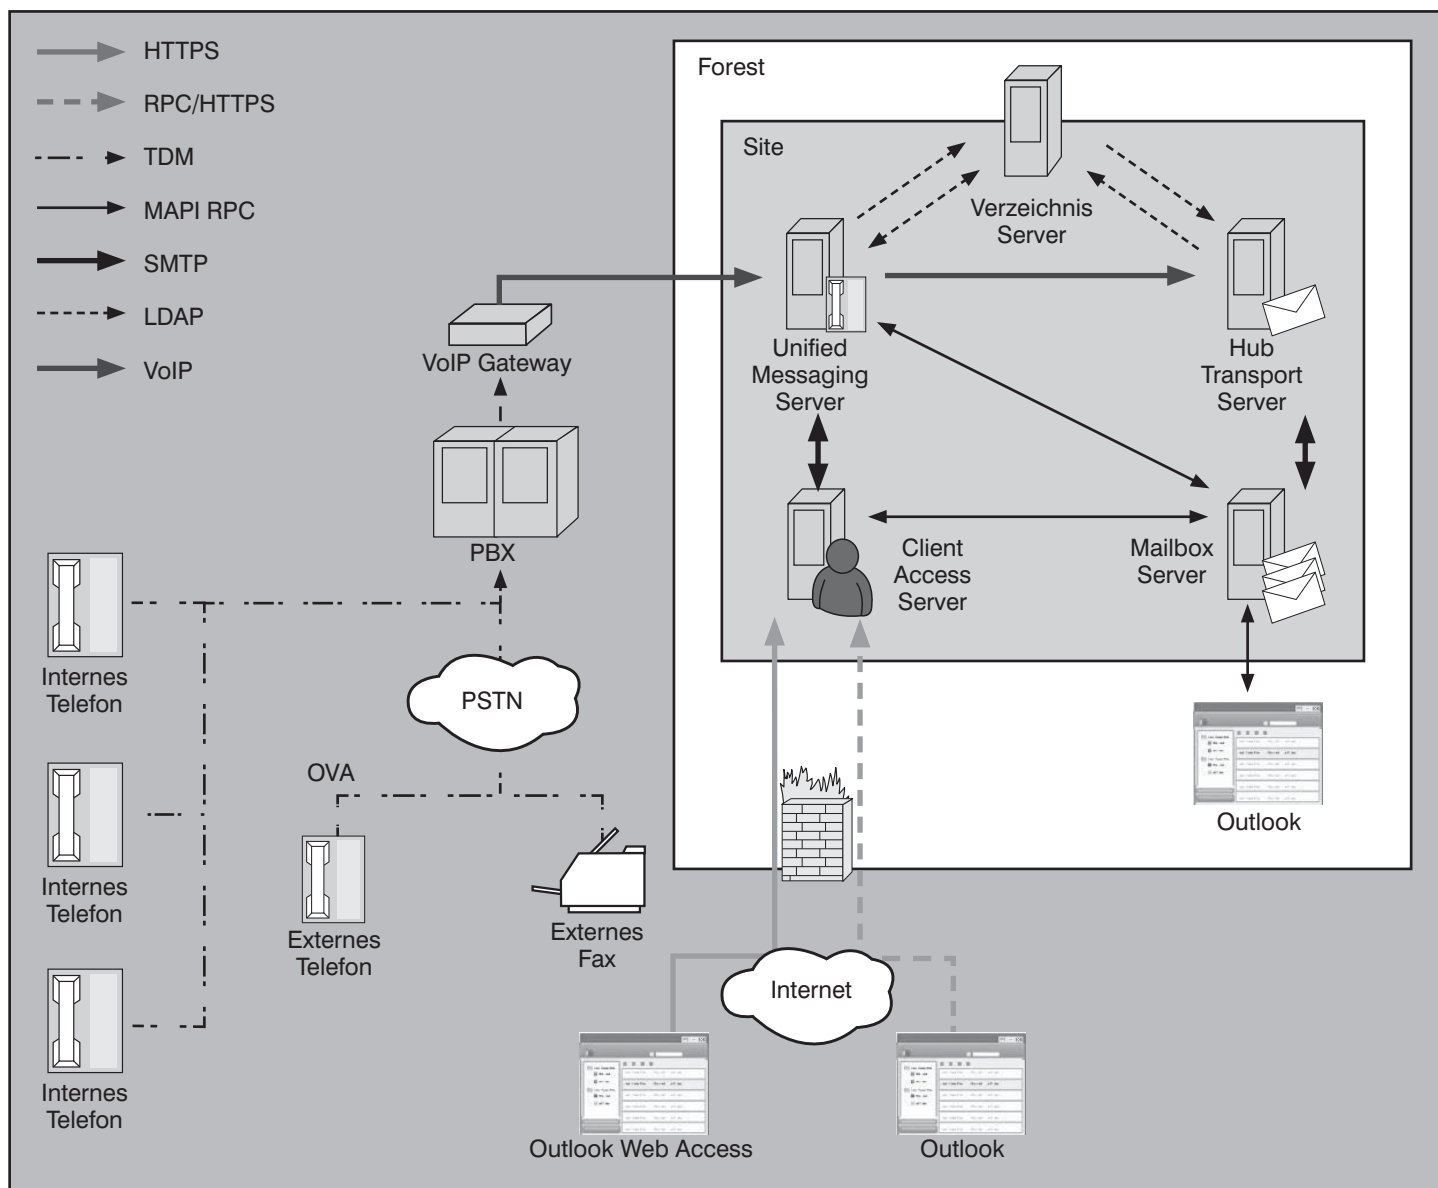 HTTPS
RPC/HTTPS
TDM
MAPI RPC
SMTP
LDAP
VoIP
Forest
Site
Verzeichnis
Server
Unified
Messaging
Server
Hub
Transport
Server
VoIP Gateway
PBX
Client
Access
Server
Mailbox
Server
Internes
Telefon
PSTN
OVA
Outlook
Internes
Telefon
Externes
Telefon
Externes
Fax
Internet
Internes
Telefon
Outlook Web Access
Outlook